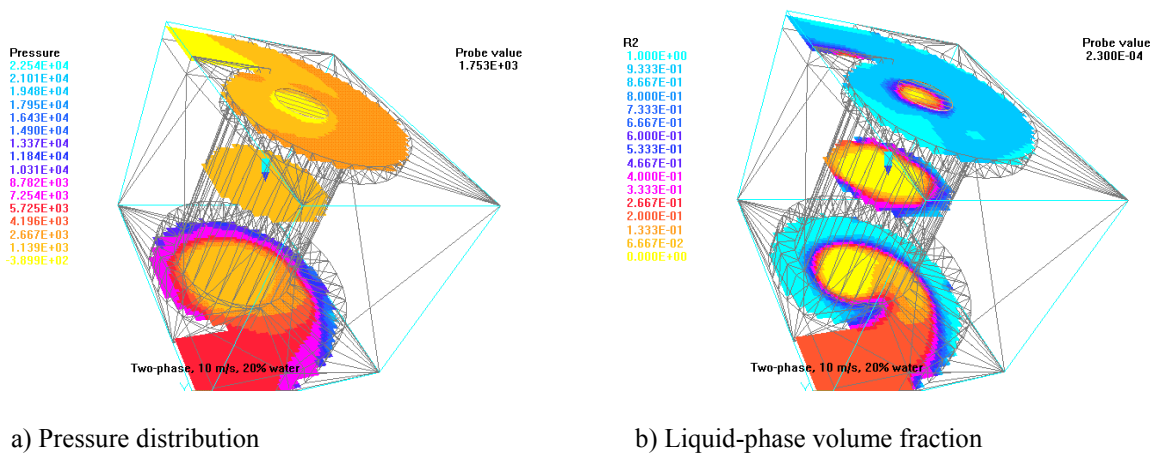 Pressure
2.254E+04
2.101E+04
1.948E+04
1.795E+04
1.643E+04
1.490E+04
1.337E+04
1.184E+04
1.031E+04
8.782E+03
7.254E+03
5.725E+03
4.196E+03
2.667E+03
1.139E+03
-3.899E+02
Probe value
1.753E+03
Two-phase, 10 m/s, 20% water
R2
1.000E+00
9.333E-01
8.667E-01
8.000E-01
7.333E-01
6.667E-01
6.000E-01
5.333E-01
4.667E-01
4.000E-01
3.333E-01
2.667E-01
2.000E-01
1.333E-01
6.667E-02
0.000E+00
Probe value
2.300E-04
Two-phase, 10 m/s, 20% water
a) Pressure distribution
b) Liquid-phase volume fraction